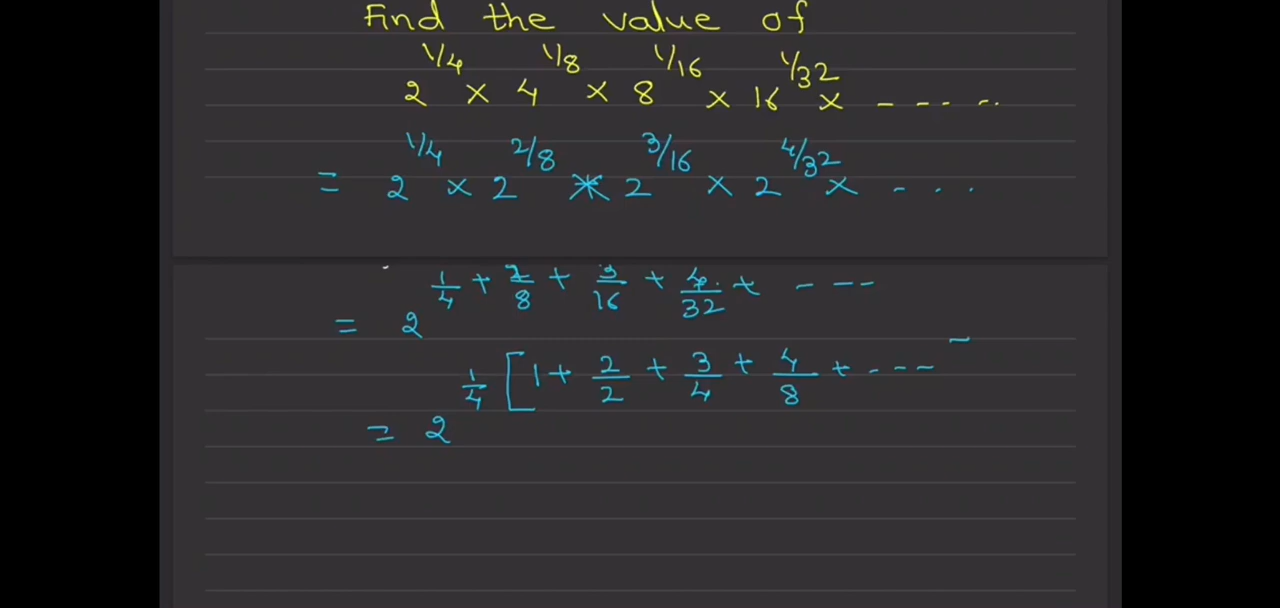 Find the value of
2^{1/4} × 4^{1/8} × 8^{1/16} × 16^{1/32} × - - - - -
= 2^{1/4} × 2^{2/8} × 2^{3/16} × 2^{4/32} × - - -
= 2^{1/4 + 2/8 + 3/16 + 4/32 + - - -}
= 2^{1/4 [1 + 2/2 + 3/4 + 4/8 + - - - -}